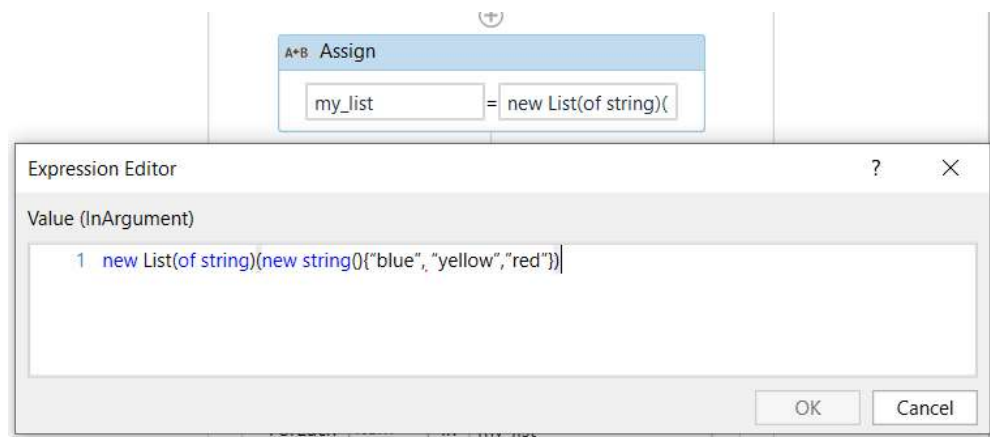 A+B Assign
my_list = new List(of string)(
Expression Editor ? ×
Value (InArgument)
1 new List(of string)(new string(){“blue”, “yellow”,”red”})
OK Cancel